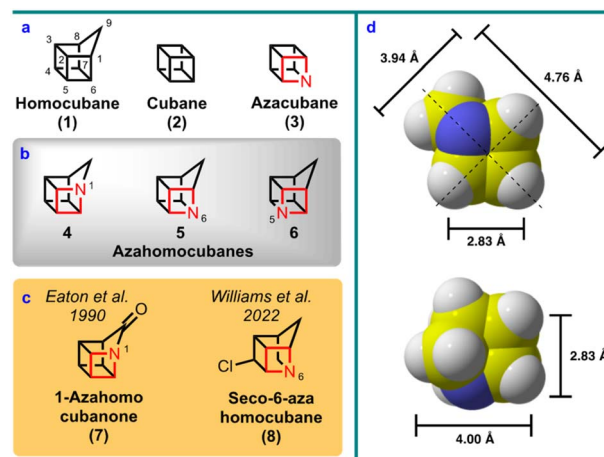 a
9
8
3
2
1
7
4
5
6
Homocubane
(1)
Cubane
(2)
N
Azacubane
(3)
b
N
1
4
N
6
5
N
5
6
Azahomocubanes
c
Eaton et al.
1990
O
N
1
1-Azahomo
cubanone
(7)
Williams et al.
2022
Cl
N
6
Seco-6-aza
homocubane
(8)
d
3.94 Å
4.76 Å
2.83 Å
2.83 Å
4.00 Å